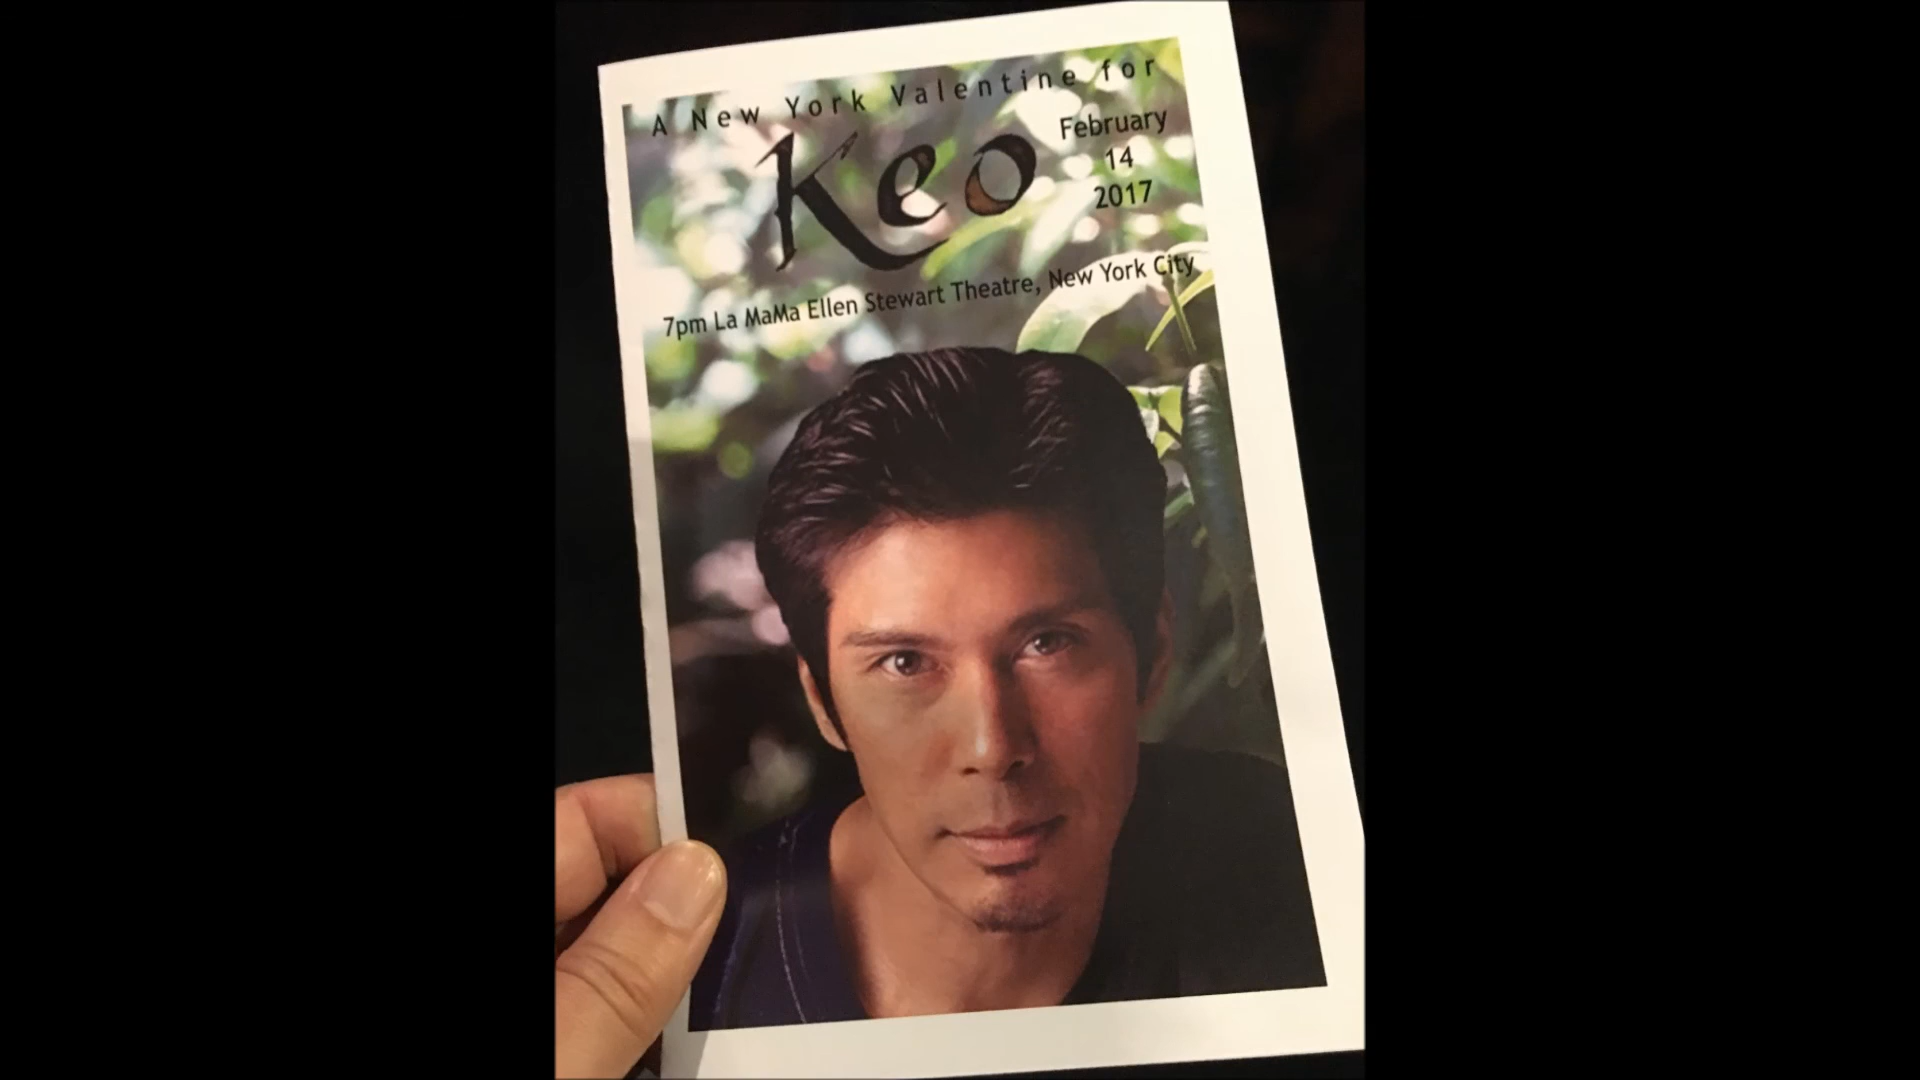 A New York Valentine for
Keo
February
14
2017
7pm La MaMa Ellen Stewart Theatre, New York City